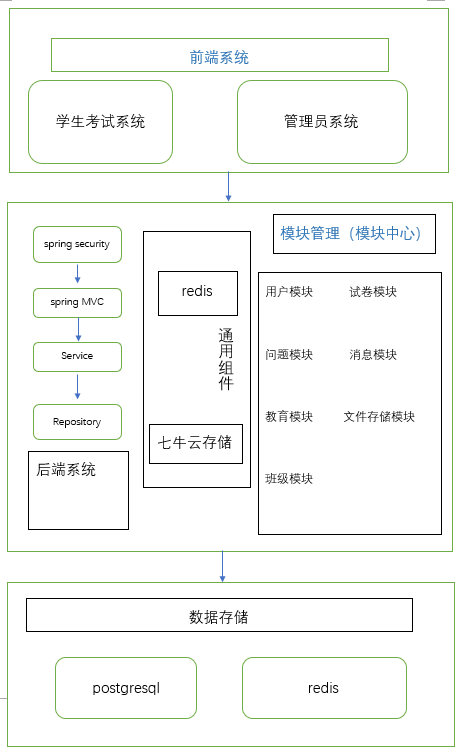 前端系统
学生考试系统
管理员系统
spring security
spring MVC
Service
Repository
后端系统
redis
通用组件
七牛云存储
模块管理（模块中心）
用户模块
试卷模块
问题模块
消息模块
教育模块
文件存储模块
班级模块
数据存储
postgresql
redis